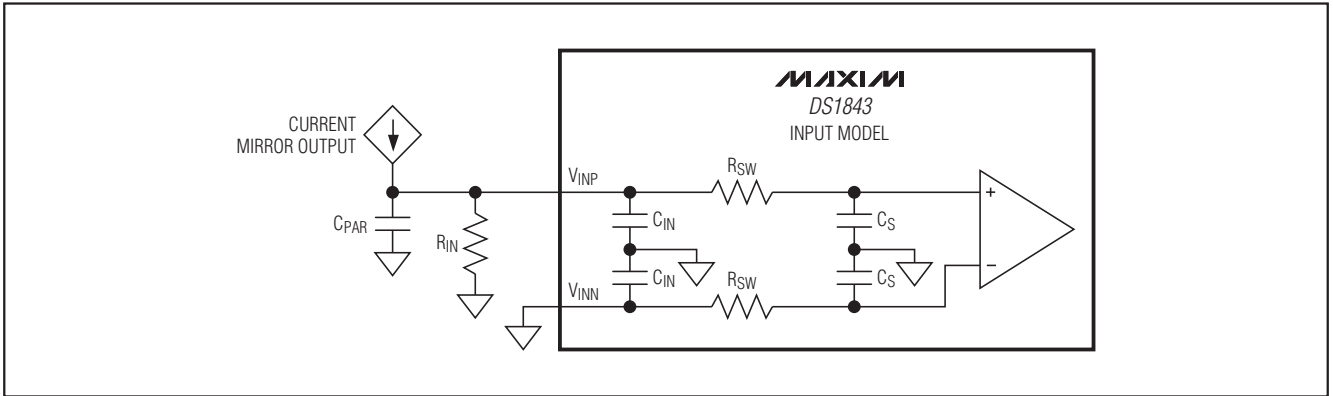 MAXIM
DS1843
INPUT MODEL
CURRENT
MIRROR OUTPUT
VINP
RSW
CPAR
RIN
CIN
CS
+
CIN
RSW
CS
−
VINN